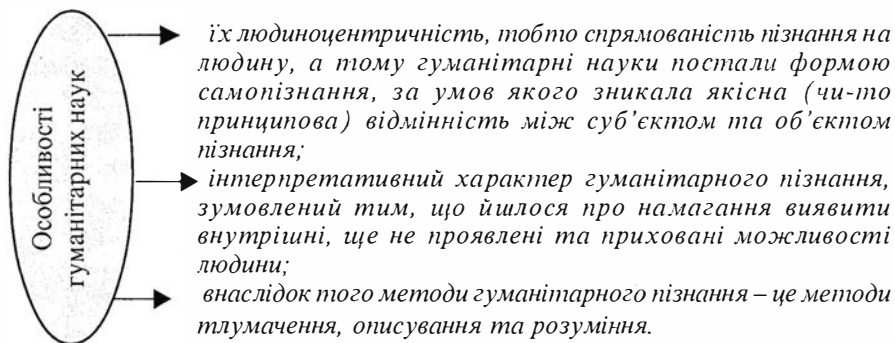 Особливості
гуманітарних наук
їх людиноцентричність, тобто спрямованість пізнання на
людину, а тому гуманітарні науки постали формою
самопізнання, за умов якого зникала якісна (чи-то
принципова) відмінність між суб’єктом та об’єктом
пізнання;
інтерпретативний характер гуманітарного пізнання,
зумовлений тим, що йшлося про намагання виявити
внутрішні, ще не проявлені та приховані можливості
людини;
внаслідок того методи гуманітарного пізнання – це методи
тлумачення, описування та розуміння.